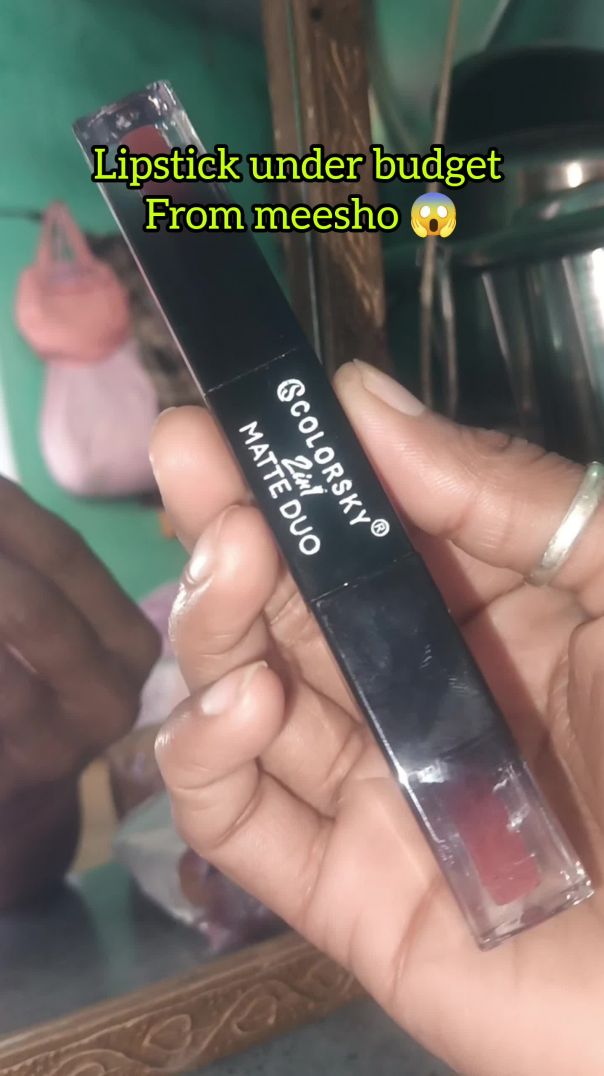 Lipstick under budget
From meesho 😱
COLORSKY®
2in1
MATTE DUO